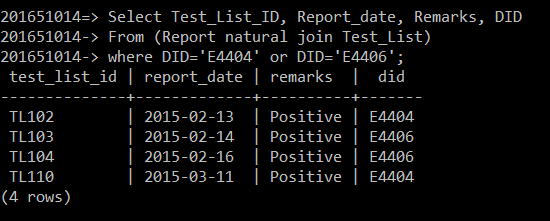 201651014=> Select Test_List_ID, Report_date, Remarks, DID
201651014-> From (Report natural join Test_List)
201651014-> where DID='E4404' or DID='E4406';
 test_list_id | report_date | remarks  |  did
--------------+-------------+----------+-------
 TL102        | 2015-02-13  | Positive | E4404
 TL103        | 2015-02-14  | Positive | E4406
 TL104        | 2015-02-16  | Positive | E4406
 TL110        | 2015-03-11  | Positive | E4404
(4 rows)